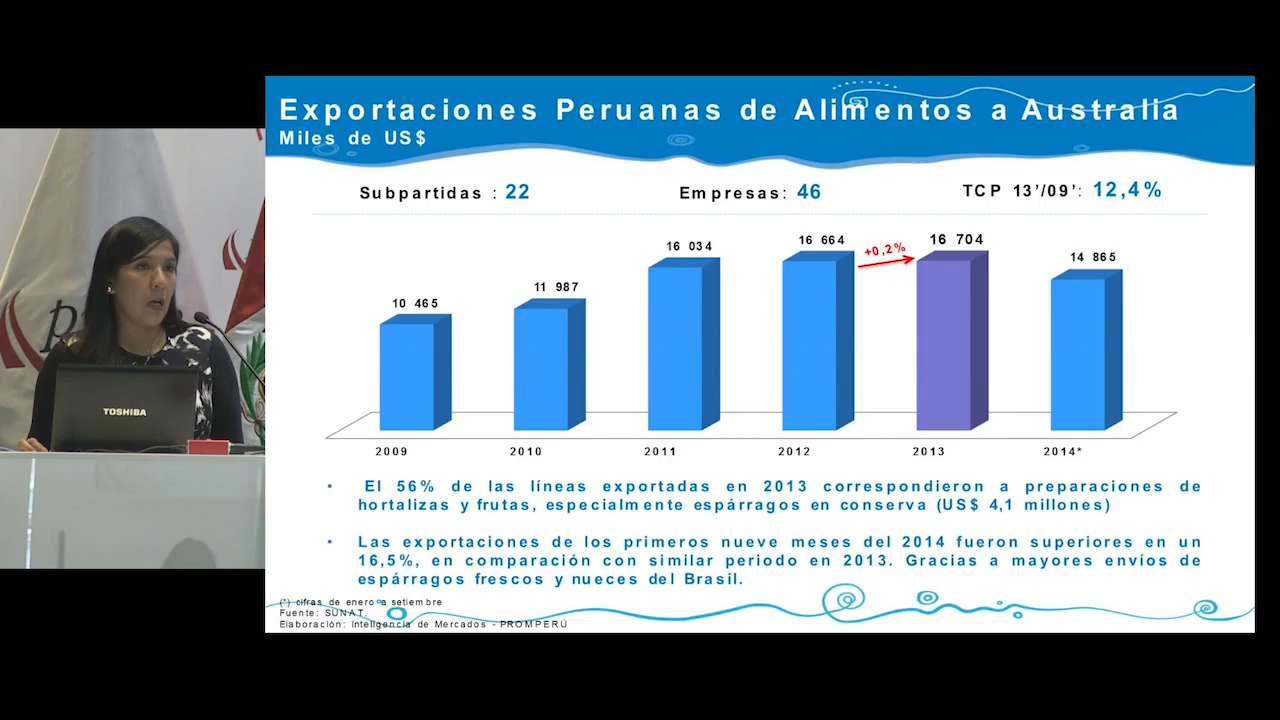 Exportaciones Peruanas de Alimentos a Australia
Miles de US$
Subpartidas : 22
Empresas: 46
TCP 13’/09’: 12,4%
10 465
11 987
16 034
16 664
+0,2%
16 704
14 865
2009
2010
2011
2012
2013
2014*
• El 56% de las líneas exportadas en 2013 correspondieron a preparaciones de
hortalizas y frutas, especialmente espárragos en conserva (US$ 4,1 millones)
• Las exportaciones de los primeros nueve meses del 2014 fueron superiores en un
16,5%, en comparación con similar periodo en 2013. Gracias a mayores envíos de
espárragos frescos y nueces del Brasil.
(*) cifras de enero a setiembre
Fuente: SUNAT.
Elaboración: Inteligencia de Mercados - PROMPERÚ
TOSHIBA